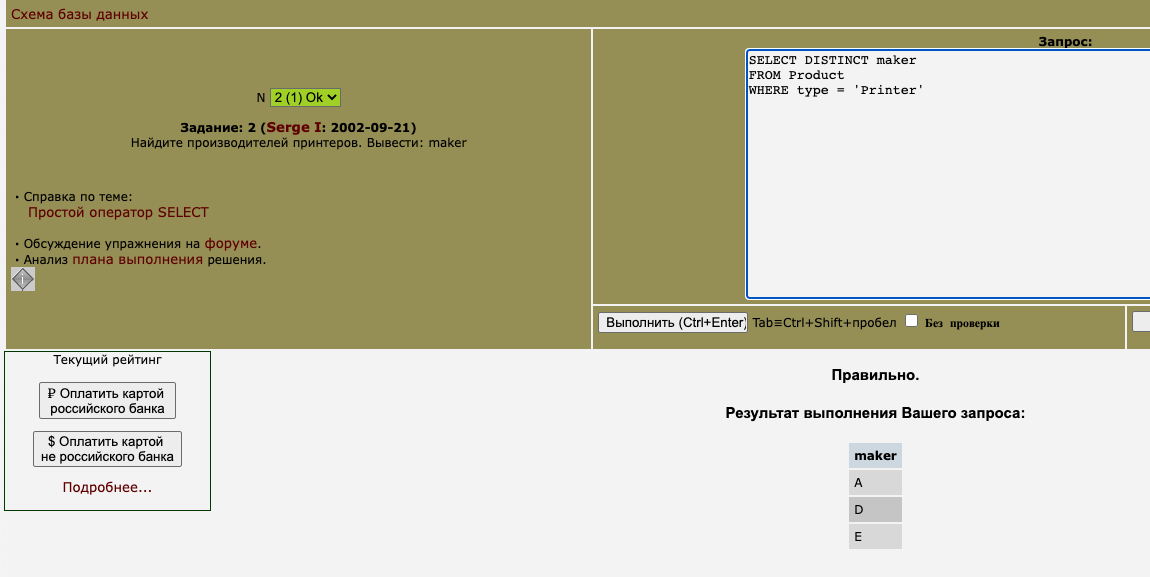 Схема базы данных
Запрос:
SELECT DISTINCT maker
FROM Product
WHERE type = 'Printer'
N 2 (1) Ok
Задание: 2 (Serge I: 2002-09-21)
Найдите производителей принтеров. Вывести: maker
• Справка по теме:
Простой оператор SELECT
• Обсуждение упражнения на форуме.
• Анализ плана выполнения решения.
Выполнить (Ctrl+Enter) Tab≡Ctrl+Shift+пробел Без проверки
Текущий рейтинг
₽ Оплатить картой
российского банка
$ Оплатить картой
не российского банка
Подробнее...
Правильно.
Результат выполнения Вашего запроса:
maker
A
D
E